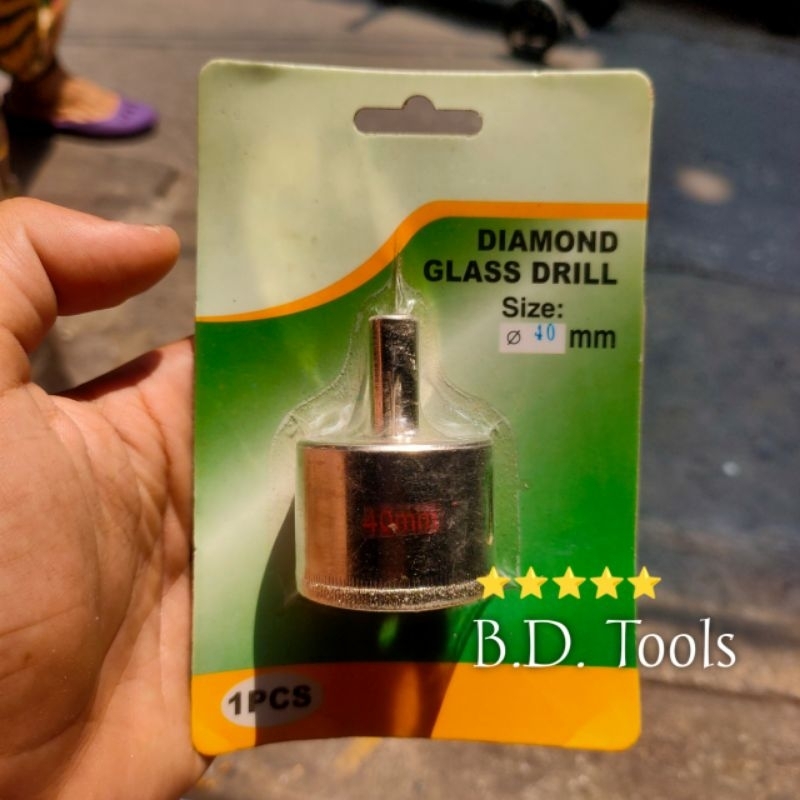 DIAMOND
GLASS DRILL
Size:
Ø 40 mm
40mm
B.D. Tools
1PCS